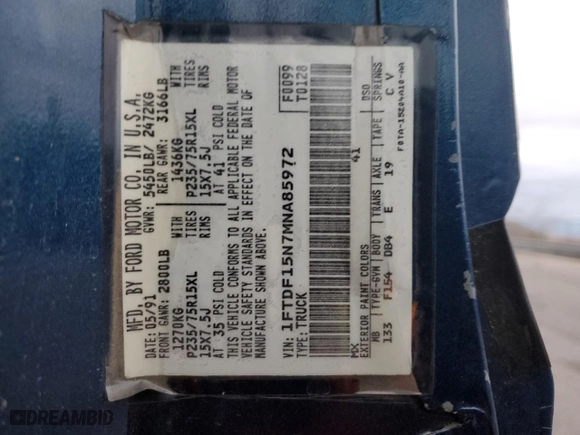 MFD. BY FORD MOTOR CO. IN U.S.A.
DATE: 05/91 GVWR: 5450LB/ 2472KG
FRONT GAWR: 2800LB REAR GAWR: 3166LB
1270KG 1436KG WITH
P235/75R15XL P235/75R15XL TIRES
15X7.5J 15X7.5J RIMS
AT 35 PSI COLD AT 41 PSI COLD
THIS VEHICLE CONFORMS TO ALL APPLICABLE FEDERAL MOTOR
VEHICLE SAFETY STANDARDS IN EFFECT ON THE DATE OF
MANUFACTURE SHOWN ABOVE.
VIN: 1FTDF15N7MNA85972
TYPE: TRUCK
F0099
T0128
MX 41
EXTERIOR PAINT COLORS DSO
WB TYPE-GVW BODY TRANS AXLE TAPE SPRINGS
133 F154 DB4 E 19 C V
WITH
TIRES
RIMS
DREAMBID